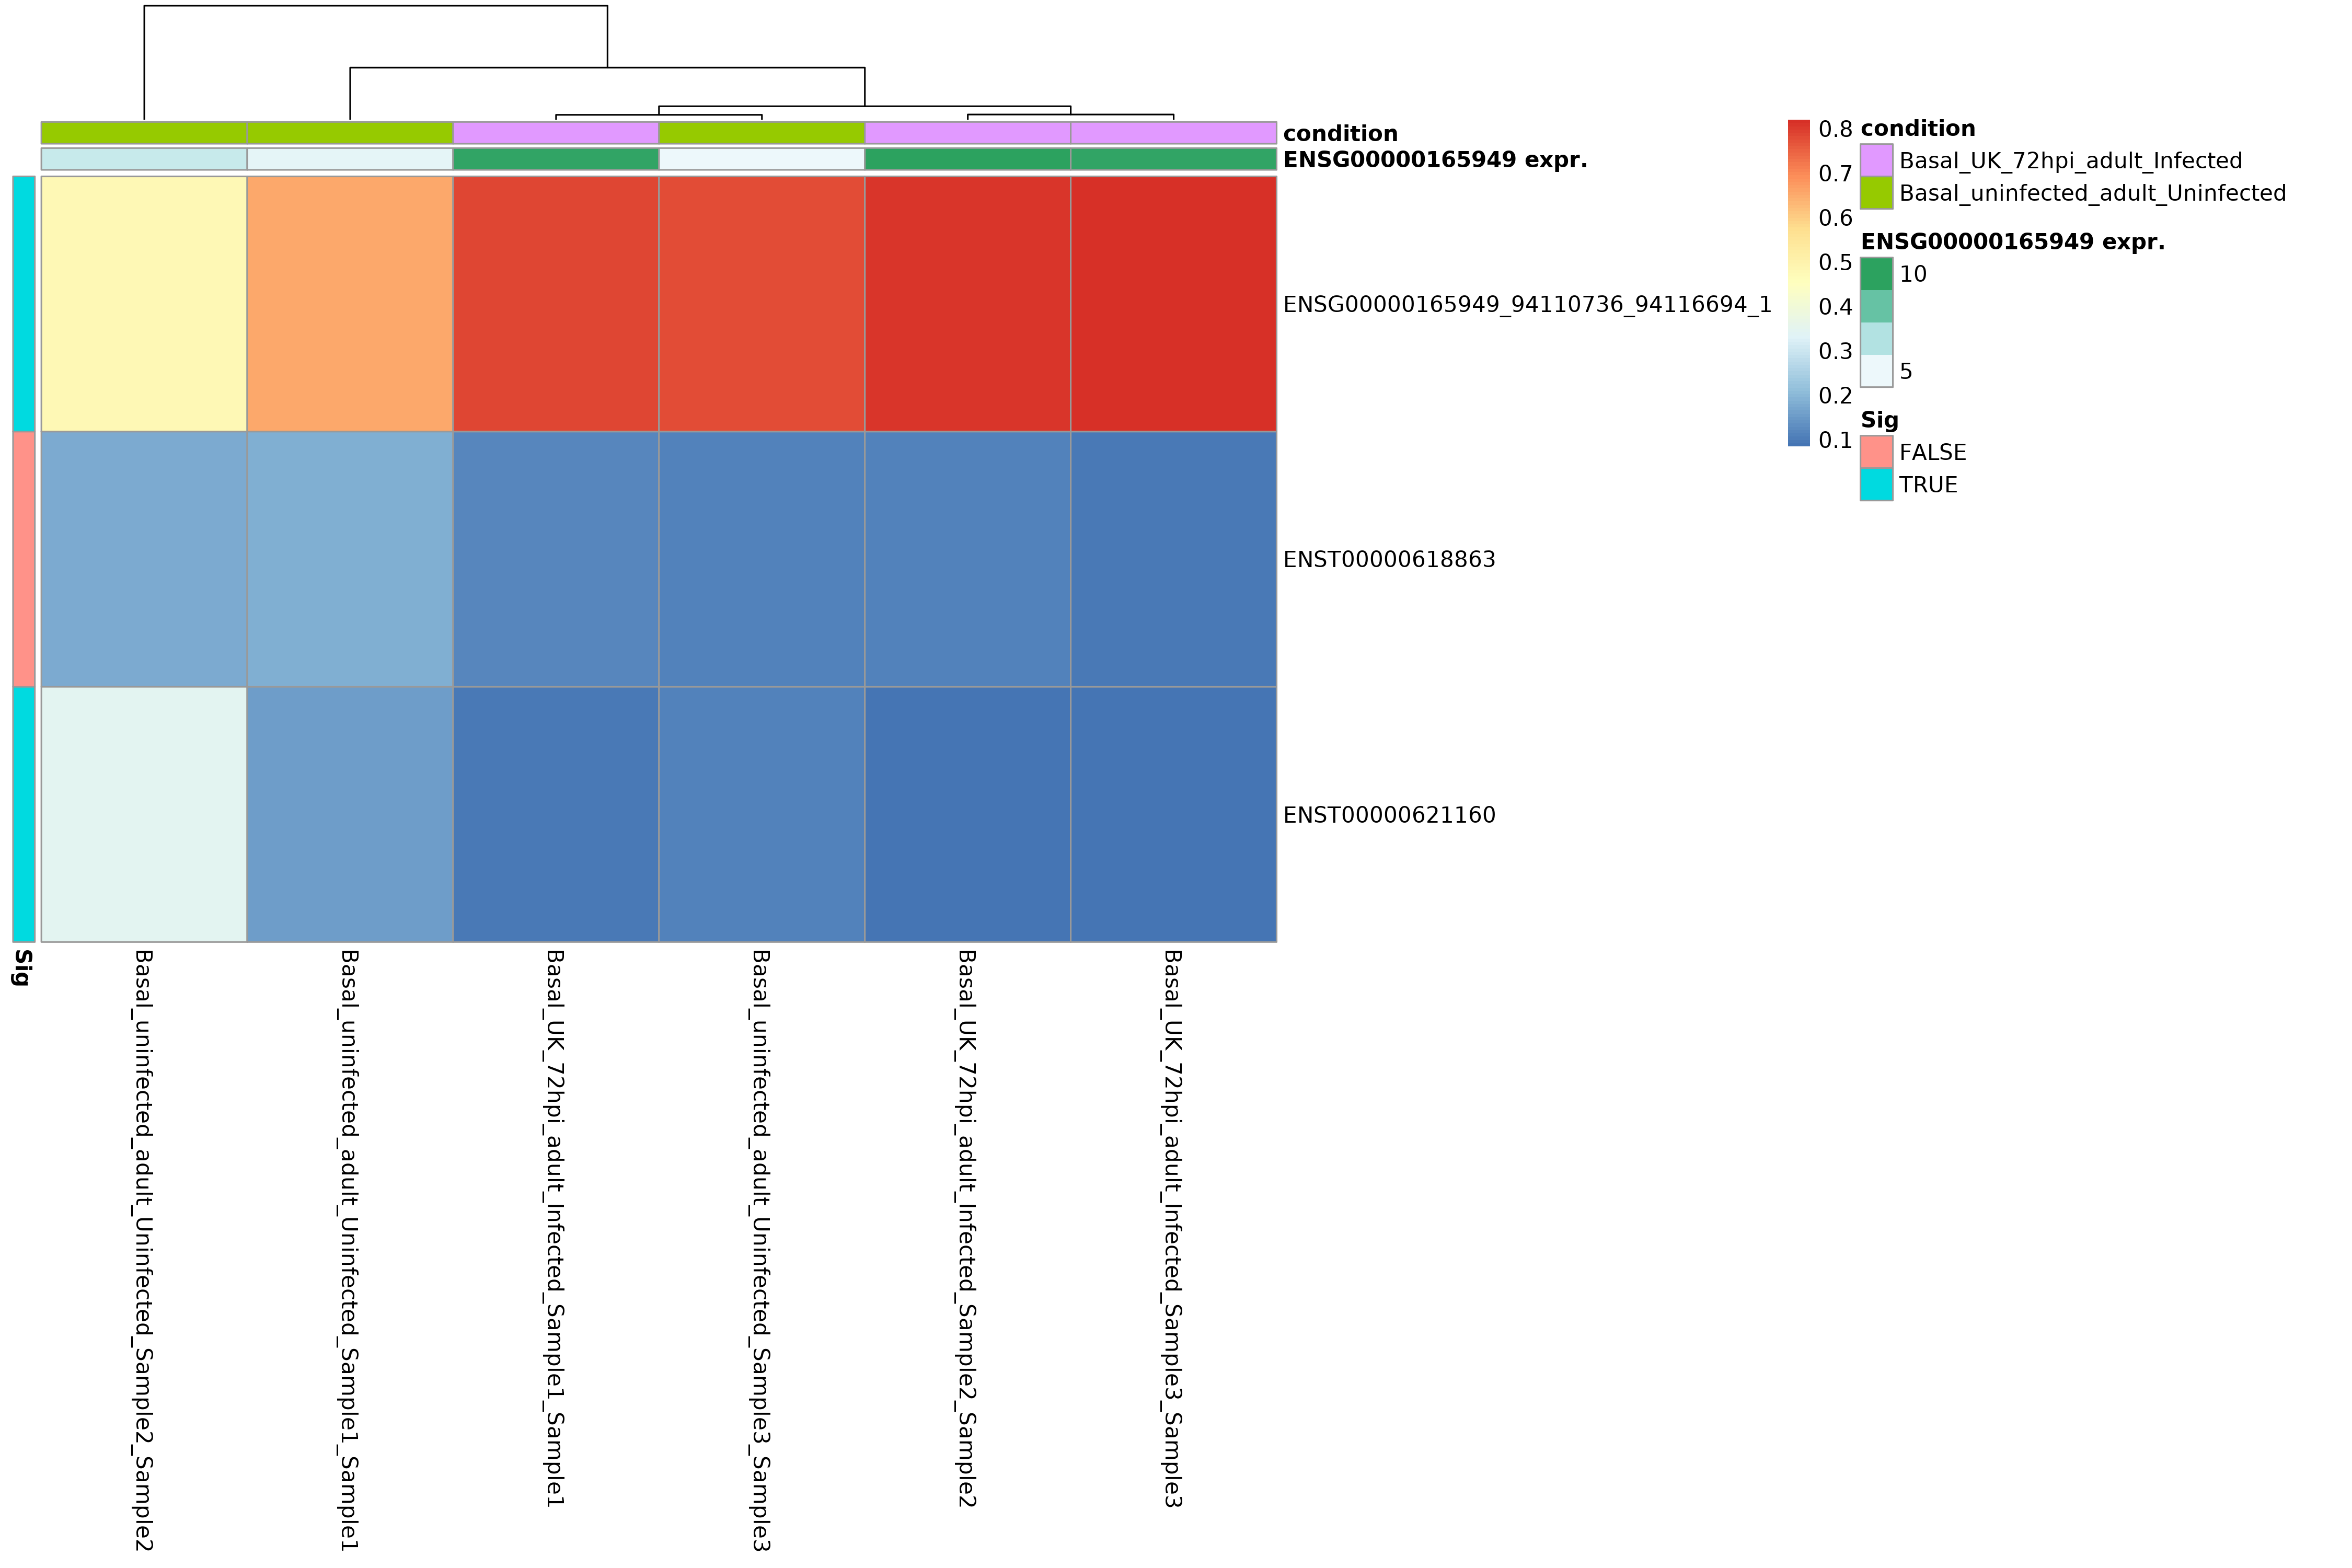 condition
ENSG00000165949 expr.
ENSG00000165949_94110736_94116694_1
ENST00000618863
ENST00000621160
Sig
Basal_uninfected_adult_Uninfected_Sample2_Sample2
Basal_uninfected_adult_Uninfected_Sample1_Sample1
Basal_UK_72hpi_adult_Infected_Sample1_Sample1
Basal_uninfected_adult_Uninfected_Sample3_Sample3
Basal_UK_72hpi_adult_Infected_Sample2_Sample2
Basal_UK_72hpi_adult_Infected_Sample3_Sample3
0.8
0.7
0.6
0.5
0.4
0.3
0.2
0.1
condition
Basal_UK_72hpi_adult_Infected
Basal_uninfected_adult_Uninfected
ENSG00000165949 expr.
10
5
Sig
FALSE
TRUE